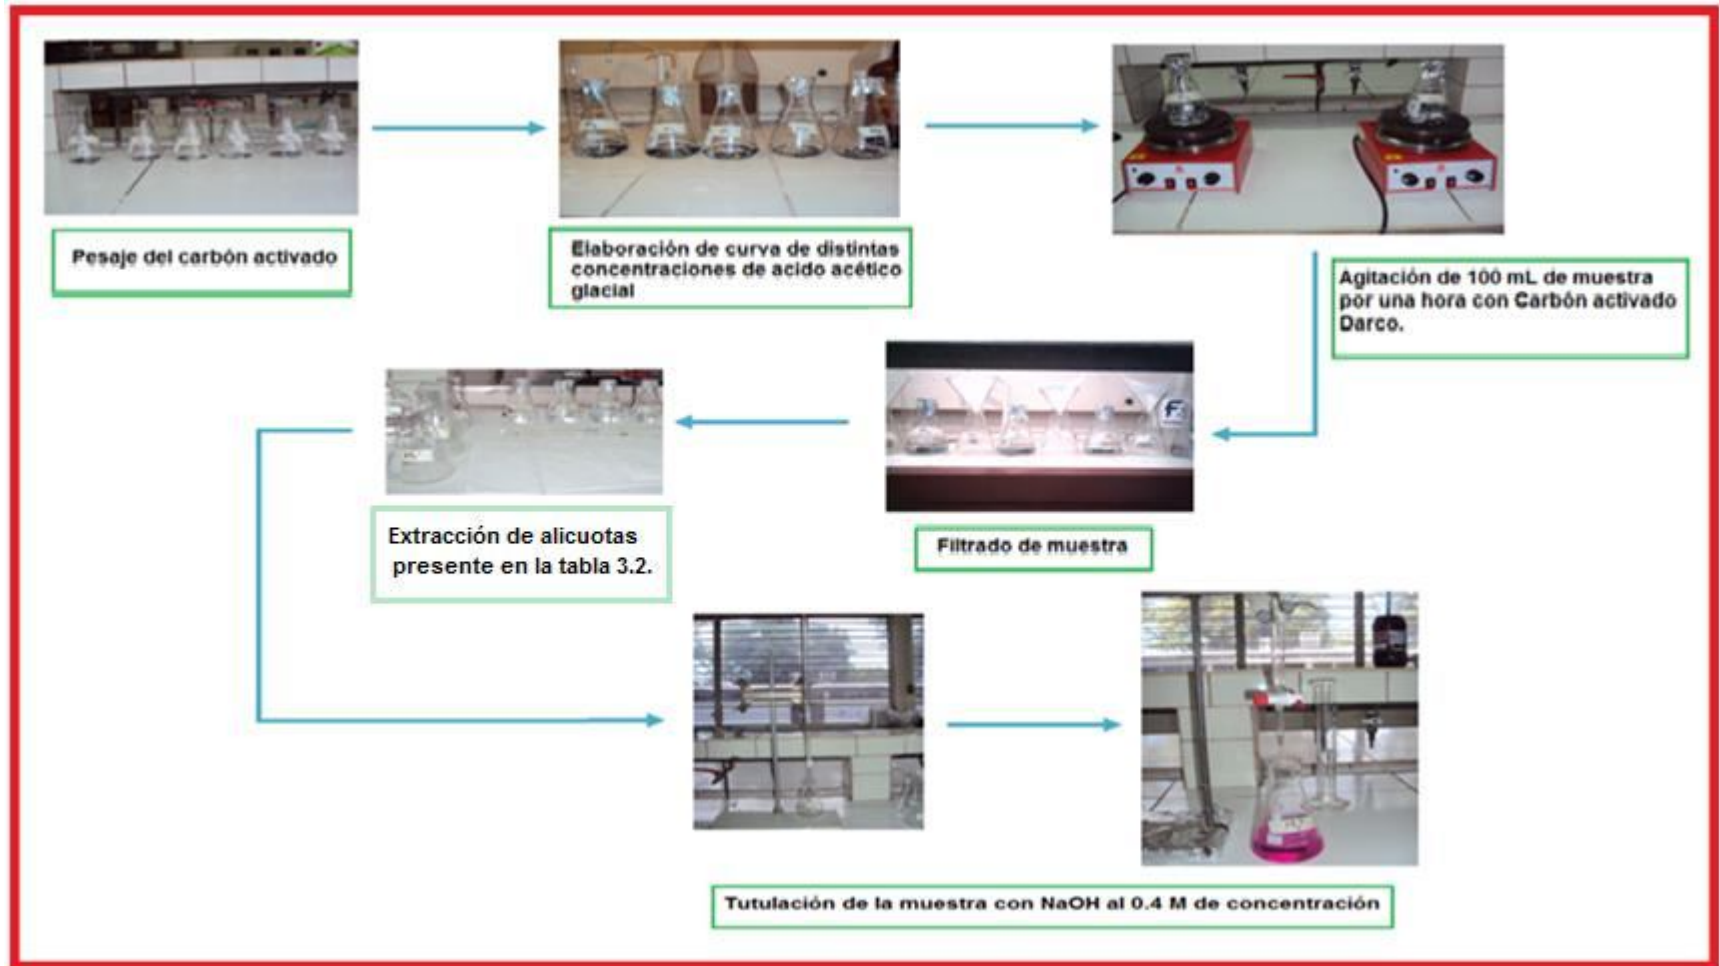 Pesaje del carbón activado
Elaboración de curva de distintas
concentraciones de acido acético
glacial
Agitación de 100 mL de muestra
por una hora con Carbón activado
Darco.
Filtrado de muestra
Extracción de alicuotas
presente en la tabla 3.2.
Tutulación de la muestra con NaOH al 0.4 M de concentración